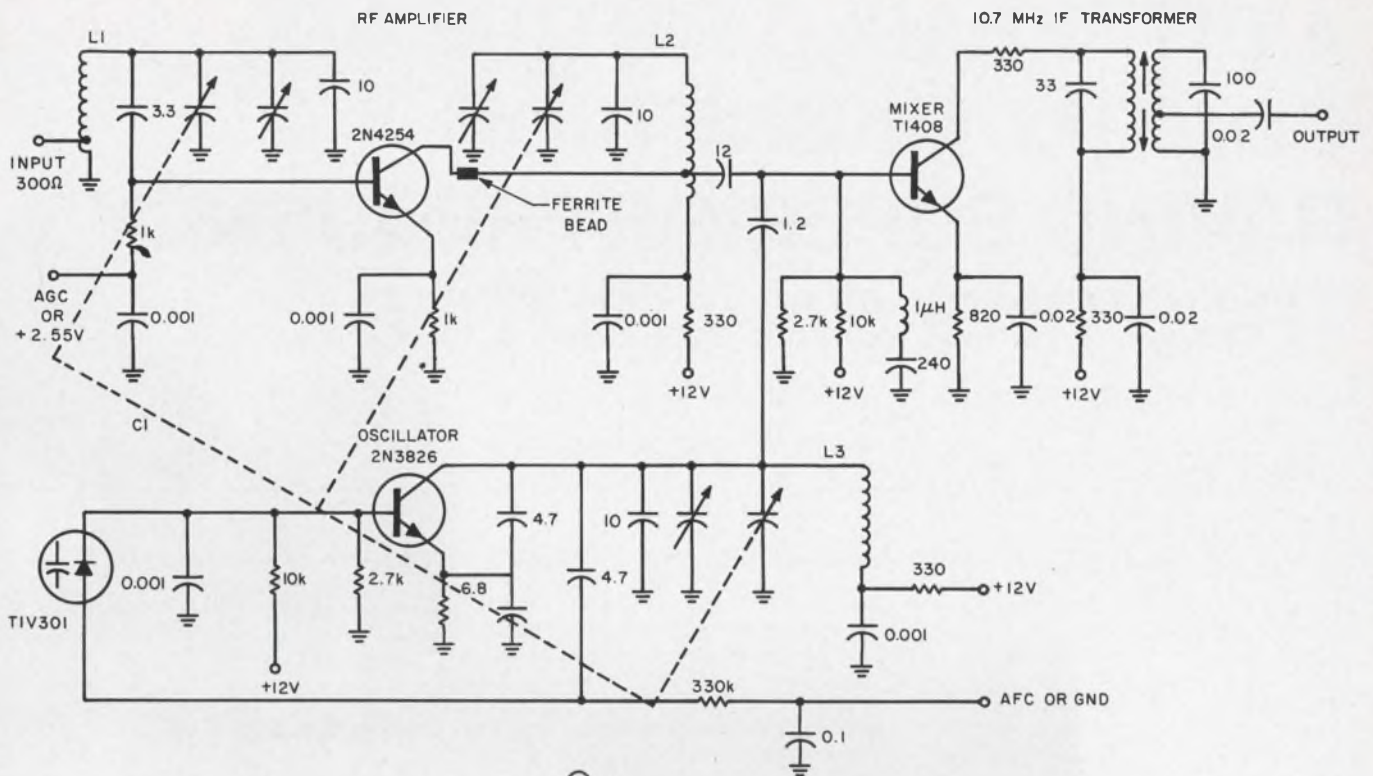 RF AMPLIFIER
10.7 MHz IF TRANSFORMER
L1
L2
3.3
10
2N4254
10
12
MIXER
T1408
330
33
100
0.02
OUTPUT
INPUT
300Ω
FERRITE
BEAD
1.2
1k
AGC
OR
+2.55V
0.001
0.001
1k
0.001
330
+12V
2.7k
10k
+12V
1μH
240
820
0.02
330
0.02
+12V
C1
OSCILLATOR
2N3826
L3
TIV301
0.001
10k
+12V
2.7k
4.7
6.8
4.7
10
330
+12V
0.001
330k
AFC OR GND
0.1